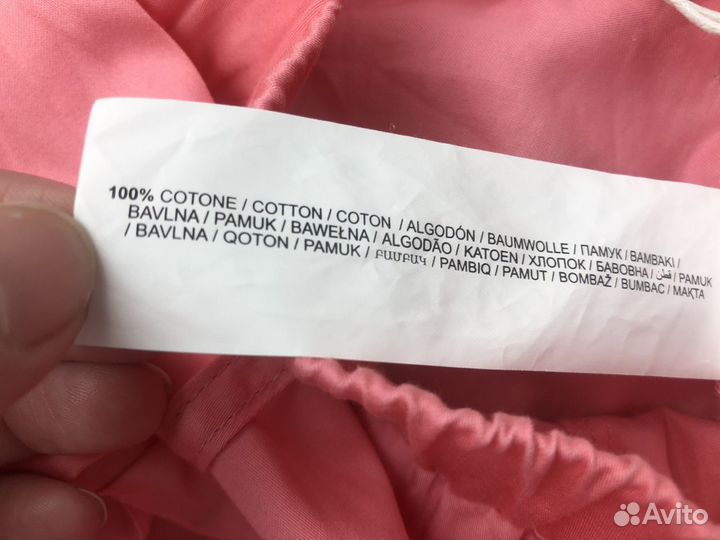 100% COTONE / COTTON / COTON / ALGODÓN / BAUMWOLLE / ПАМУК / ΒΑΜΒΑΚΙ /
BAVLNA / PAMUK / BAWEŁNA / ALGODÃO / KATOEN / ХЛОПОК / БАВОВНА / قطن / PAMUK
/ BAVLNA / QOTON / PAMUK / ԲԱՄԲԱԿ / PAMBIQ / PAMUT / BOMBAŽ / BUMBAC / МАҚТА
Avito